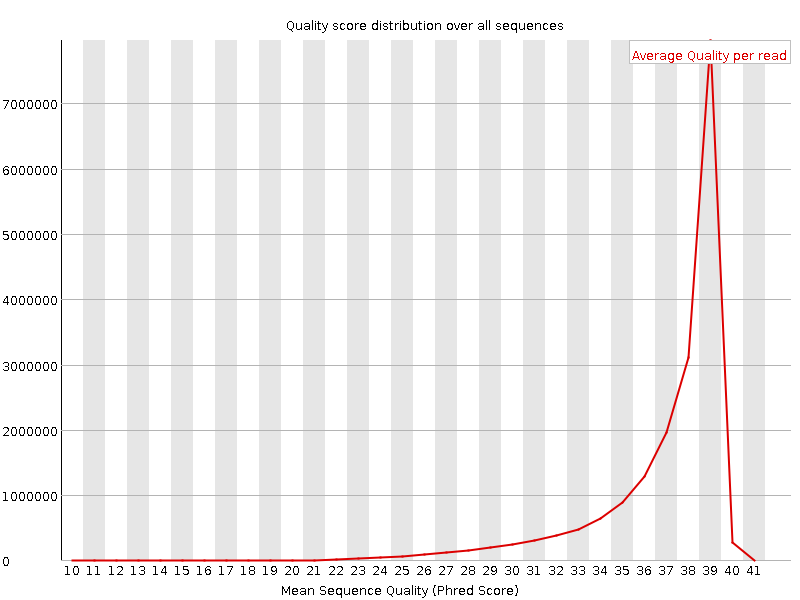 Quality score distribution over all sequences
Average Quality per read
7000000
6000000
5000000
4000000
3000000
2000000
1000000
0
10 11 12 13 14 15 16 17 18 19 20 21 22 23 24 25 26 27 28 29 30 31 32 33 34 35 36 37 38 39 40 41
Mean Sequence Quality (Phred Score)